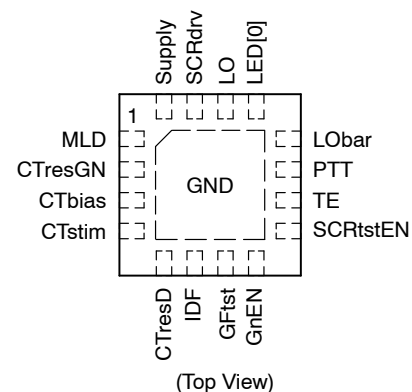 Supply
SCRdrv
LO
LED[0]
1
MLD
CTresGN
CTbias
CTstim
GND
LObar
PTT
TE
SCRtstEN
CTresD
IDF
GFtst
GnEN
(Top View)